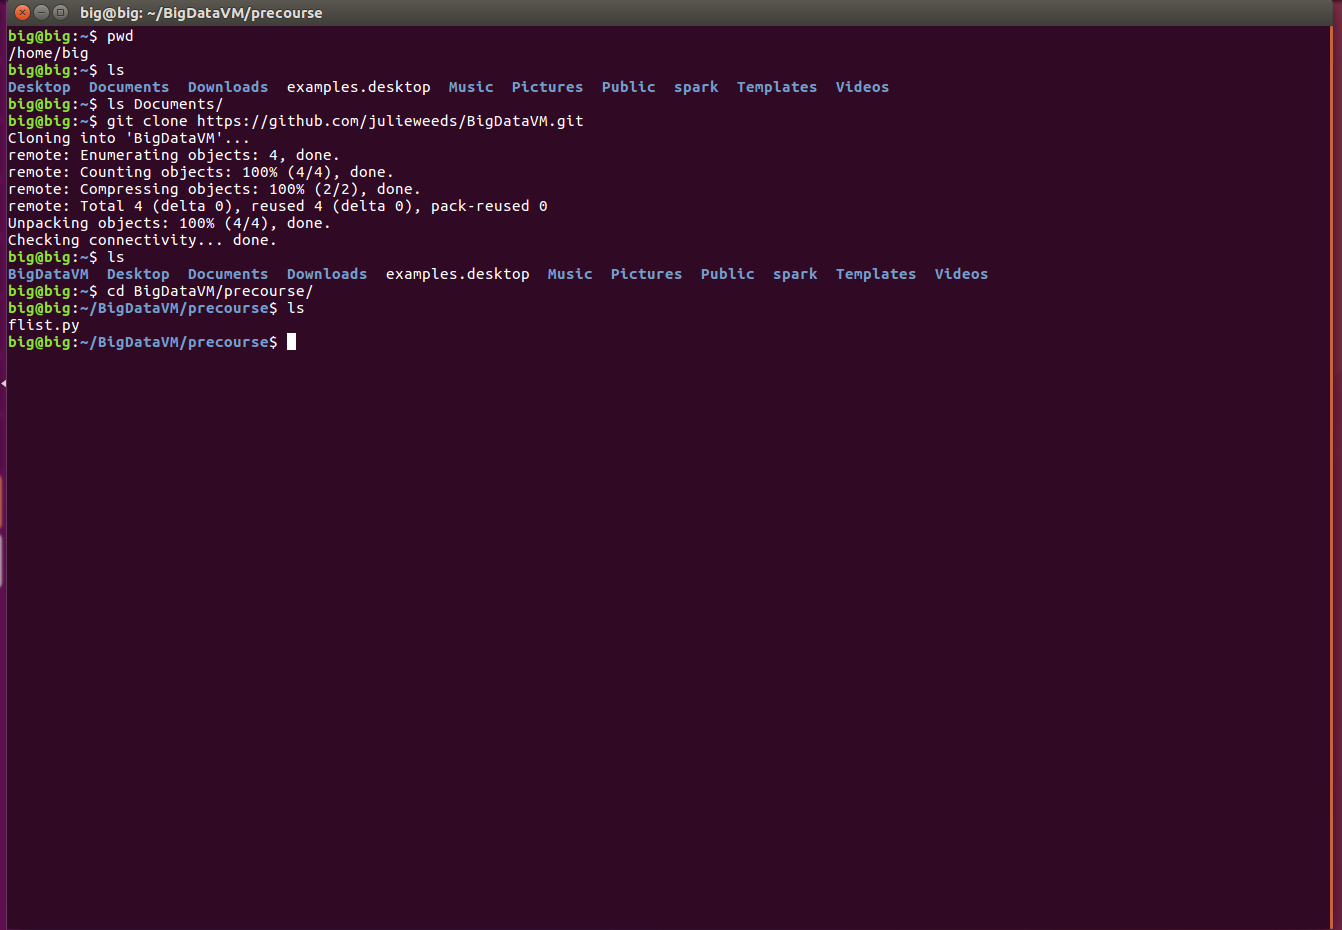 big@big: ~/BigDataVM/precourse
big@big:~$ pwd
/home/big
big@big:~$ ls
Desktop  Documents  Downloads  examples.desktop  Music  Pictures  Public  spark  Templates  Videos
big@big:~$ ls Documents/
big@big:~$ git clone https://github.com/julieweeds/BigDataVM.git
Cloning into 'BigDataVM'...
remote: Enumerating objects: 4, done.
remote: Counting objects: 100% (4/4), done.
remote: Compressing objects: 100% (2/2), done.
remote: Total 4 (delta 0), reused 4 (delta 0), pack-reused 0
Unpacking objects: 100% (4/4), done.
Checking connectivity... done.
big@big:~$ ls
BigDataVM  Desktop  Documents  Downloads  examples.desktop  Music  Pictures  Public  spark  Templates  Videos
big@big:~$ cd BigDataVM/precourse/
big@big:~/BigDataVM/precourse$ ls
flist.py
big@big:~/BigDataVM/precourse$